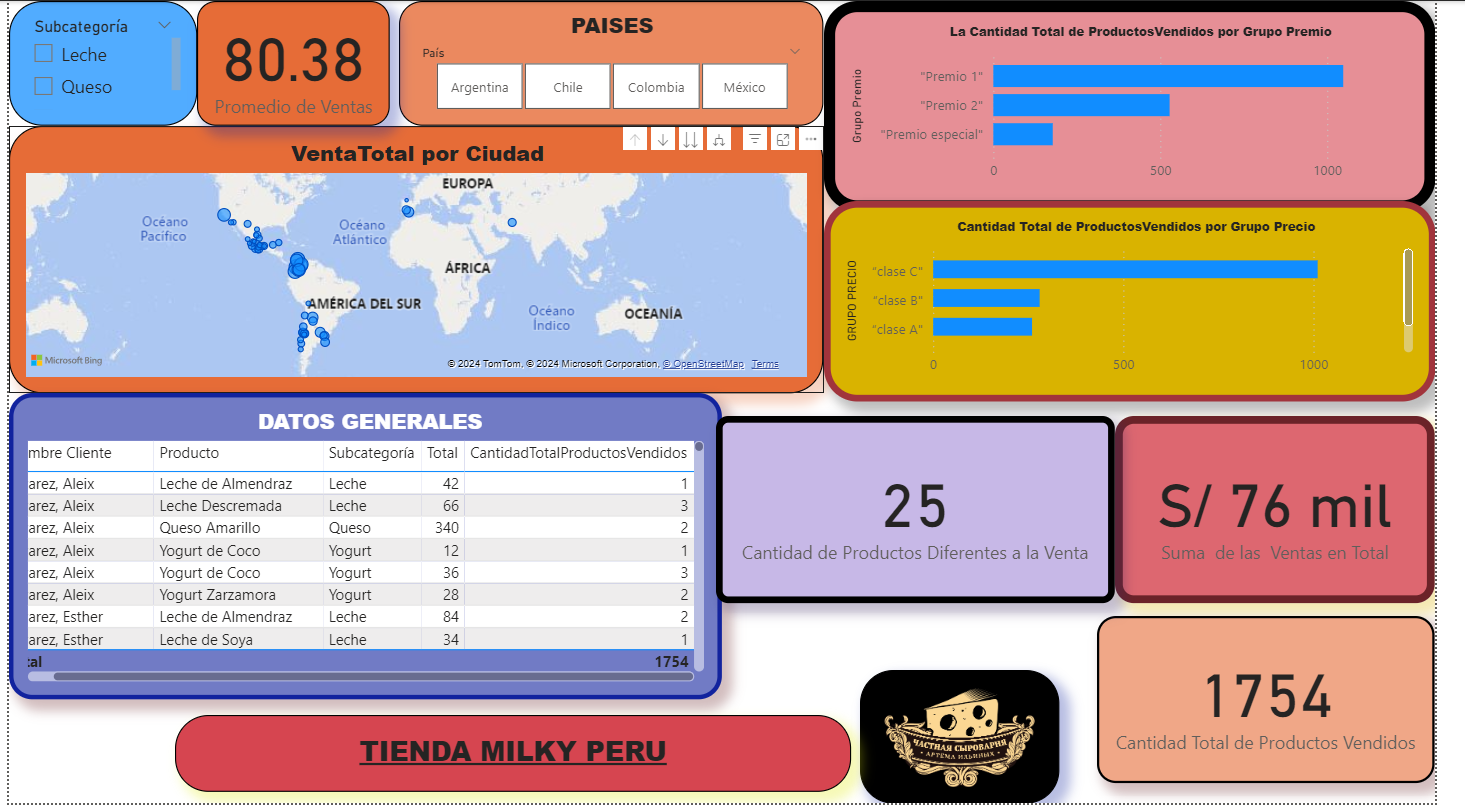 Subcategoría
Leche
Queso
80.38
Promedio de Ventas
PAISES
País
Argentina Chile Colombia México
La Cantidad Total de ProductosVendidos por Grupo Premio
Grupo Premio
"Premio 1"
"Premio 2"
"Premio especial"
0 500 1000
VentaTotal por Ciudad
EUROPA
Océano
Pacífico
Océano
Atlántico
ÁFRICA
AMÉRICA DEL SUR
Océano
Índico
OCEANÍA
Microsoft Bing
© 2024 TomTom, © 2024 Microsoft Corporation, © OpenStreetMap Terms
Cantidad Total de ProductosVendidos por Grupo Precio
GRUPO PRECIO
"clase C"
"clase B"
"clase A"
0 500 1000
DATOS GENERALES
mbre Cliente Producto Subcategoría Total CantidadTotalProductosVendidos
arez, Aleix Leche de Almendraz Leche 42 1
arez, Aleix Leche Descremada Leche 66 3
arez, Aleix Queso Amarillo Queso 340 2
arez, Aleix Yogurt de Coco Yogurt 12 1
arez, Aleix Yogurt de Coco Yogurt 36 3
arez, Aleix Yogurt Zarzamora Yogurt 28 2
arez, Esther Leche de Almendraz Leche 84 2
arez, Esther Leche de Soya Leche 34 1
tal 1754
25
Cantidad de Productos Diferentes a la Venta
S/ 76 mil
Suma de las Ventas en Total
1754
Cantidad Total de Productos Vendidos
TIENDA MILKY PERU
ЧАСТНАЯ СЫРОВАРНЯ
АРТЁМА ИЛЬИНЫХ